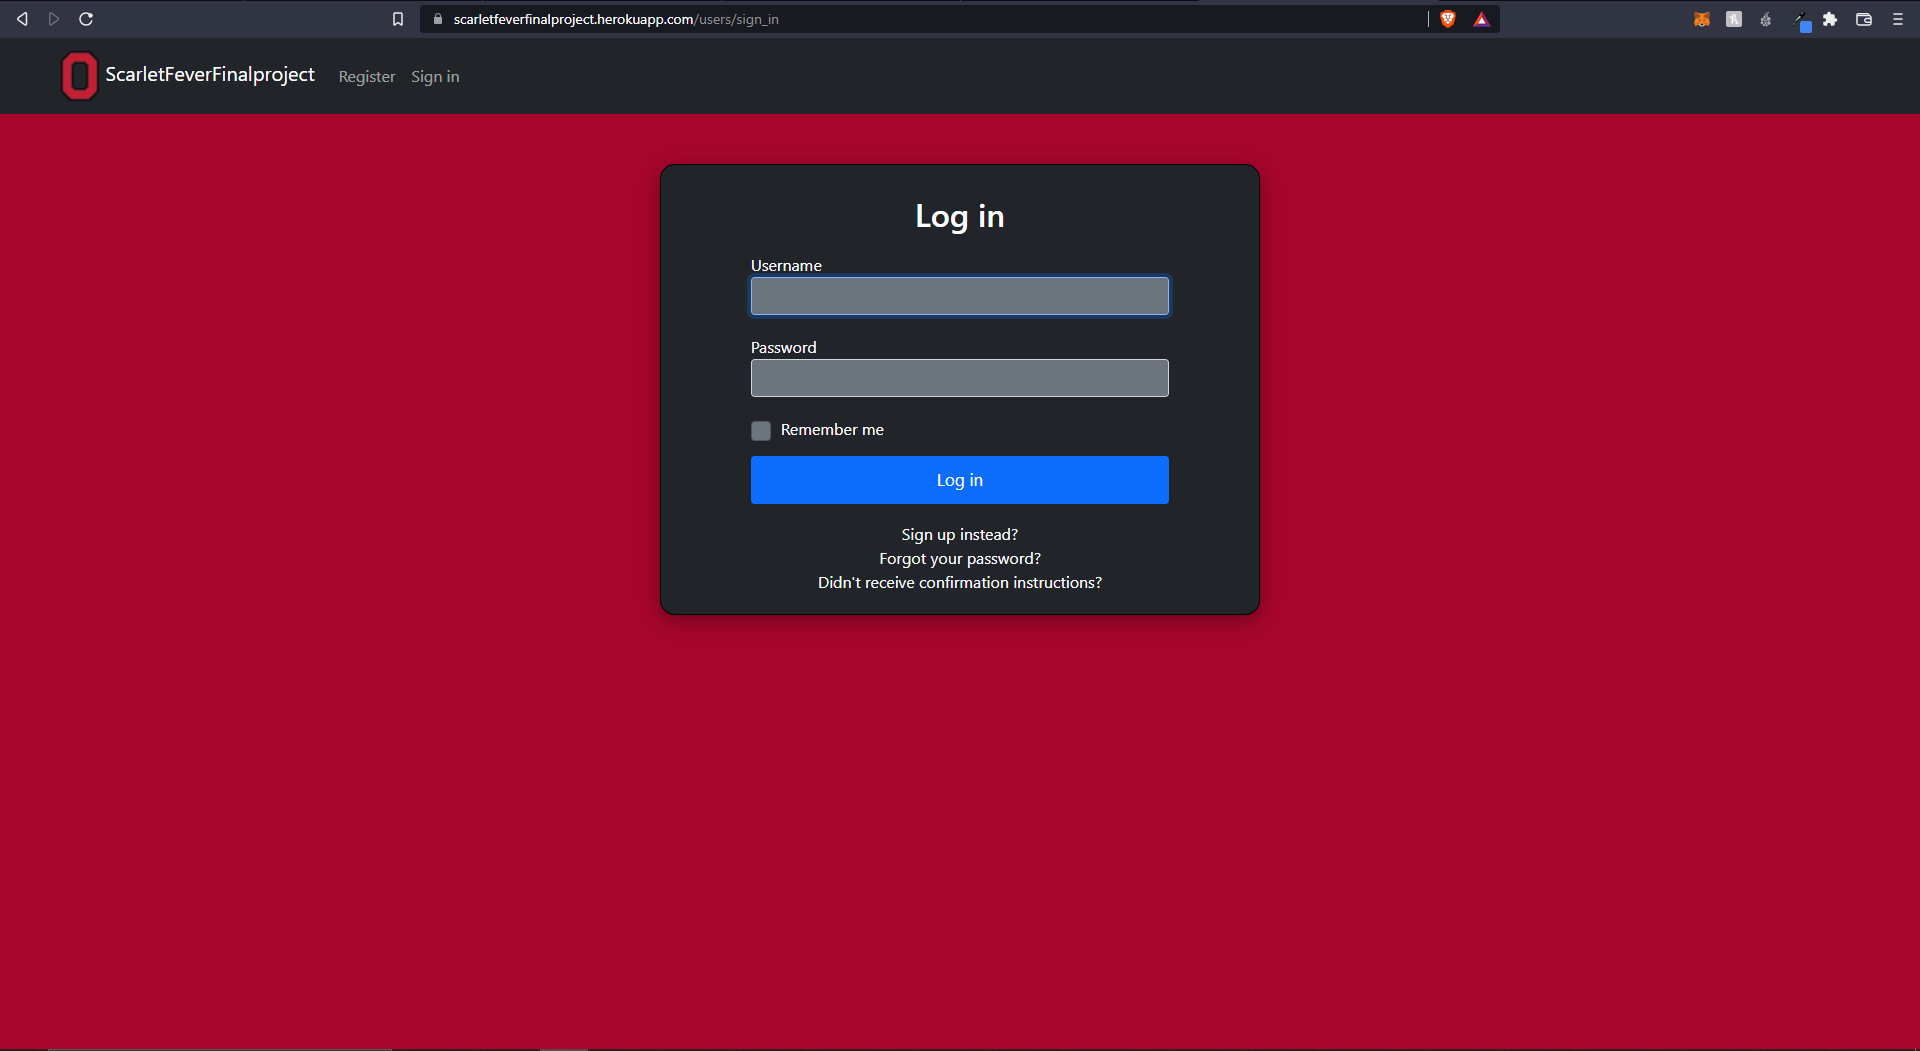 scarletfeverfinalproject.herokuapp.com/users/sign_in
ScarletFeverFinalproject Register Sign in
Log in
Username
Password
Remember me
Log in
Sign up instead?
Forgot your password?
Didn't receive confirmation instructions?